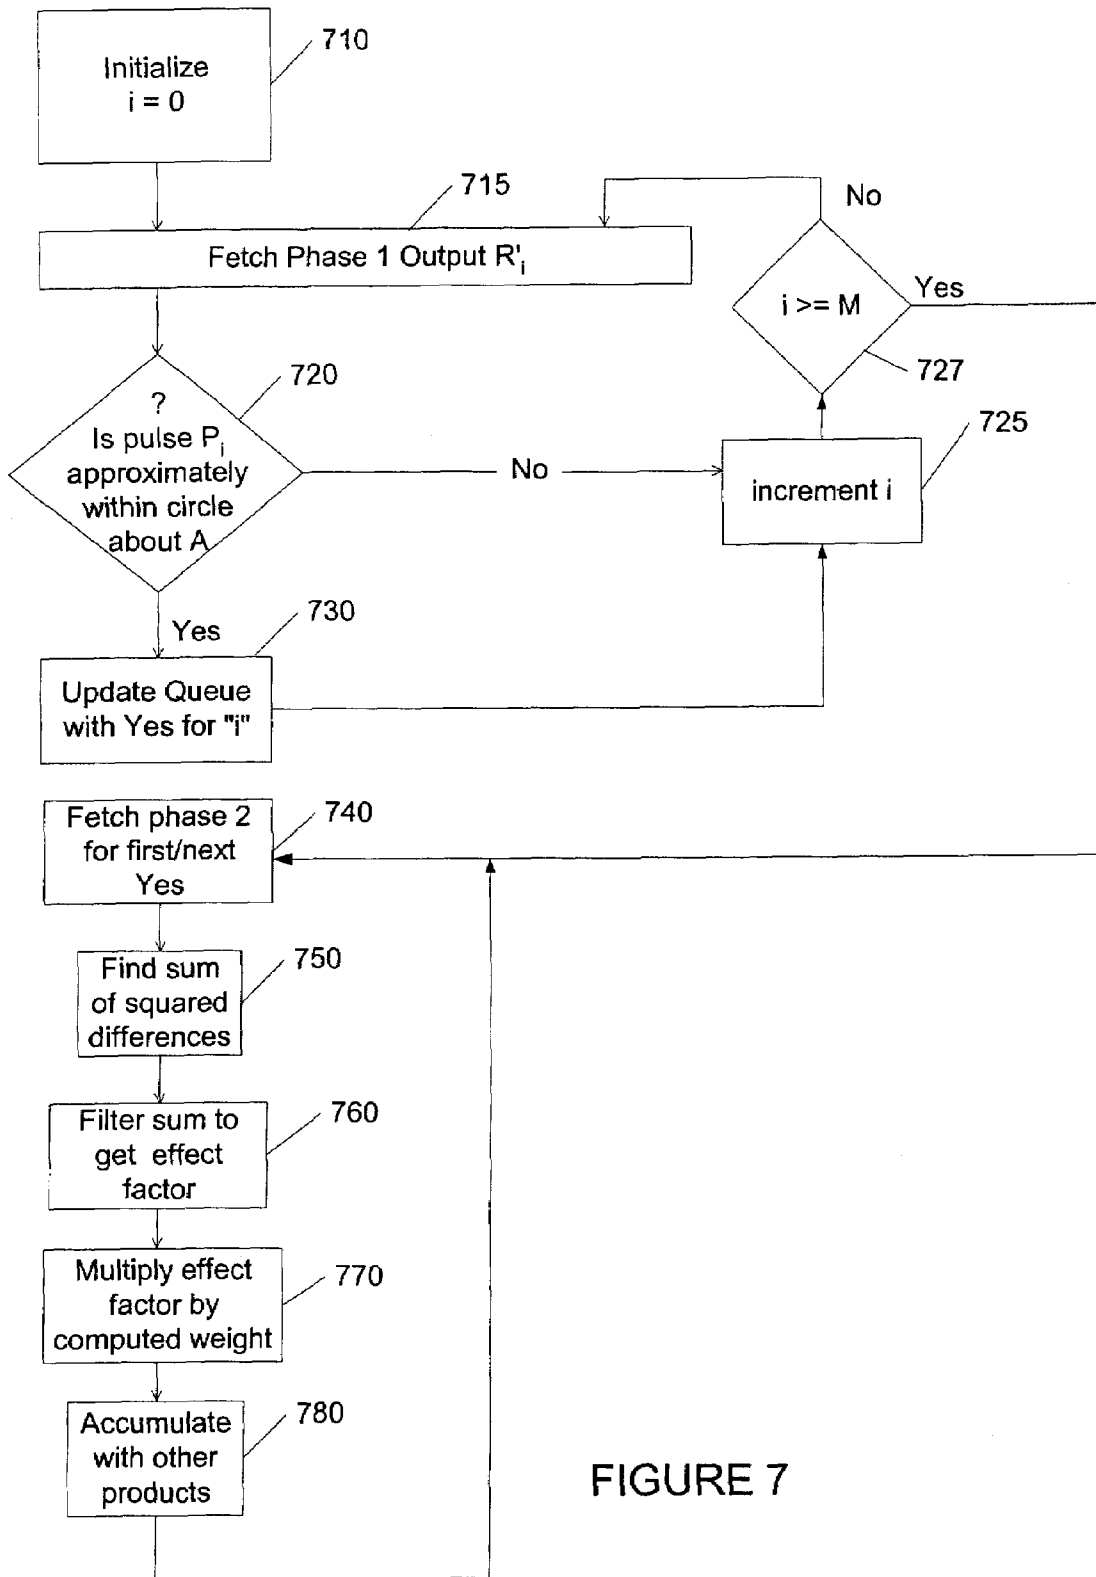 Initialize
i = 0
710
715
Fetch Phase 1 Output R'i
No
i >= M
Yes
727
720
?
Is pulse Pi
approximately
within circle
about A
No
725
increment i
Yes
730
Update Queue
with Yes for "i"
Fetch phase 2
for first/next
Yes
740
Find sum
of squared
differences
750
Filter sum to
get effect
factor
760
Multiply effect
factor by
computed weight
770
Accumulate
with other
products
780
FIGURE 7